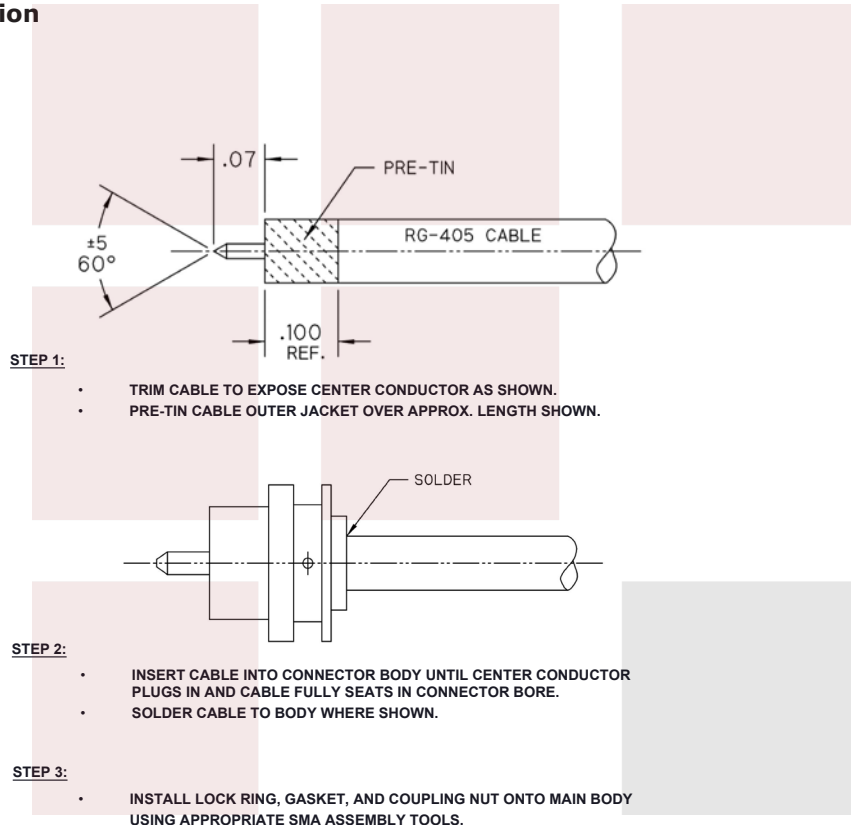 .07
PRE-TIN
RG-405 CABLE
±5
60°
.100
REF.
STEP 1:
• TRIM CABLE TO EXPOSE CENTER CONDUCTOR AS SHOWN.
• PRE-TIN CABLE OUTER JACKET OVER APPROX. LENGTH SHOWN.
SOLDER
STEP 2:
• INSERT CABLE INTO CONNECTOR BODY UNTIL CENTER CONDUCTOR
PLUGS IN AND CABLE FULLY SEATS IN CONNECTOR BORE.
• SOLDER CABLE TO BODY WHERE SHOWN.
STEP 3:
• INSTALL LOCK RING, GASKET, AND COUPLING NUT ONTO MAIN BODY
USING APPROPRIATE SMA ASSEMBLY TOOLS.